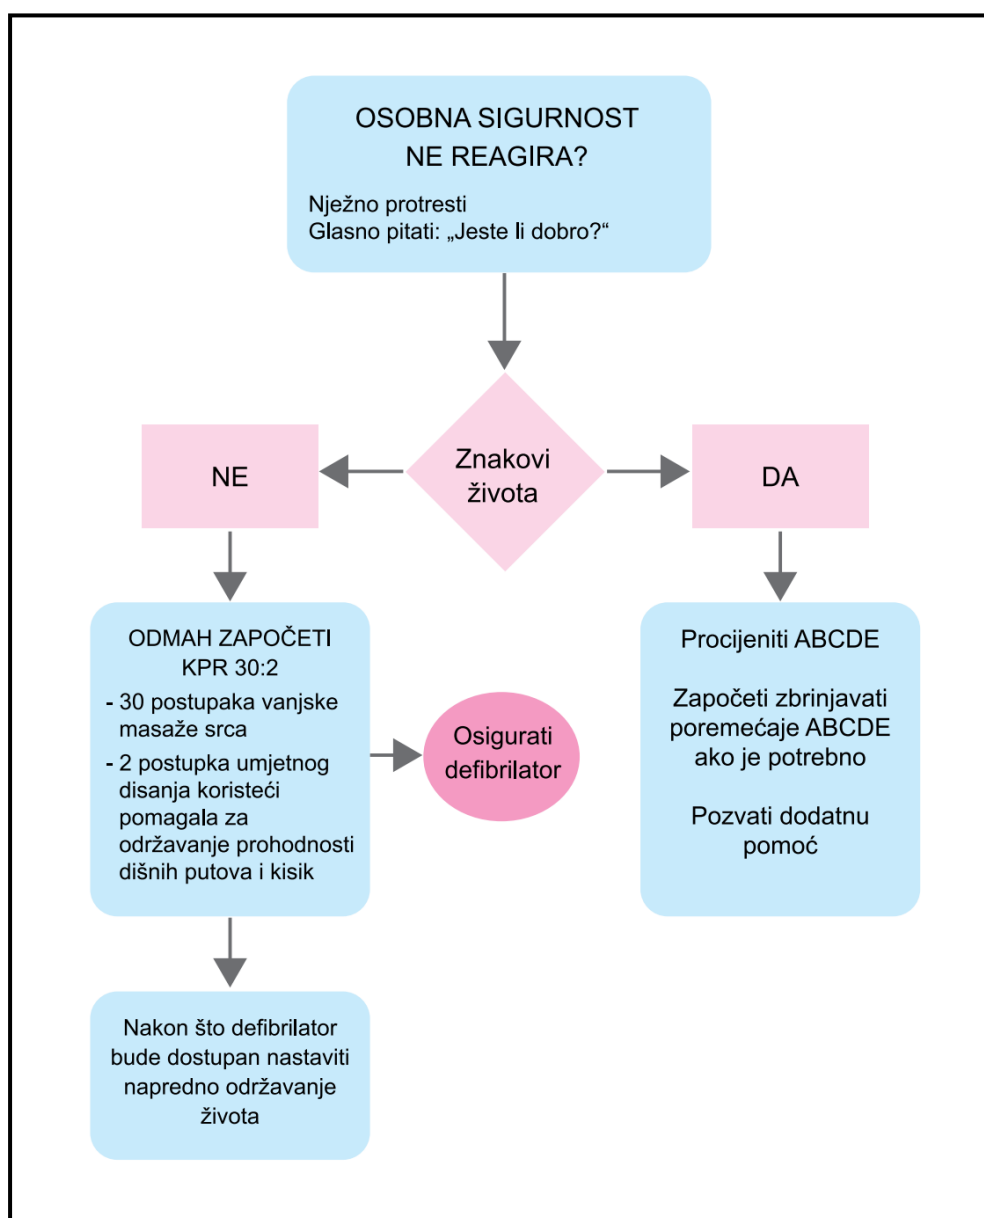 OSOBNA SIGURNOST
NE REAGIRA?
Nježno protresti
Glasno pitati: „Jeste li dobro?“
Znakovi
života
NE
DA
ODMAH ZAPOČETI
KPR 30:2
- 30 postupaka vanjske
masaže srca
- 2 postupka umjetnog
disanja koristeći
pomagala za
održavanje prohodnosti
dišnih putova i kisik
Osigurati
defibrilator
Procijeniti ABCDE
Započeti zbrinjavati
poremećaje ABCDE
ako je potrebno
Pozvati dodatnu
pomoć
Nakon što defibrilator
bude dostupan nastaviti
napredno održavanje
života